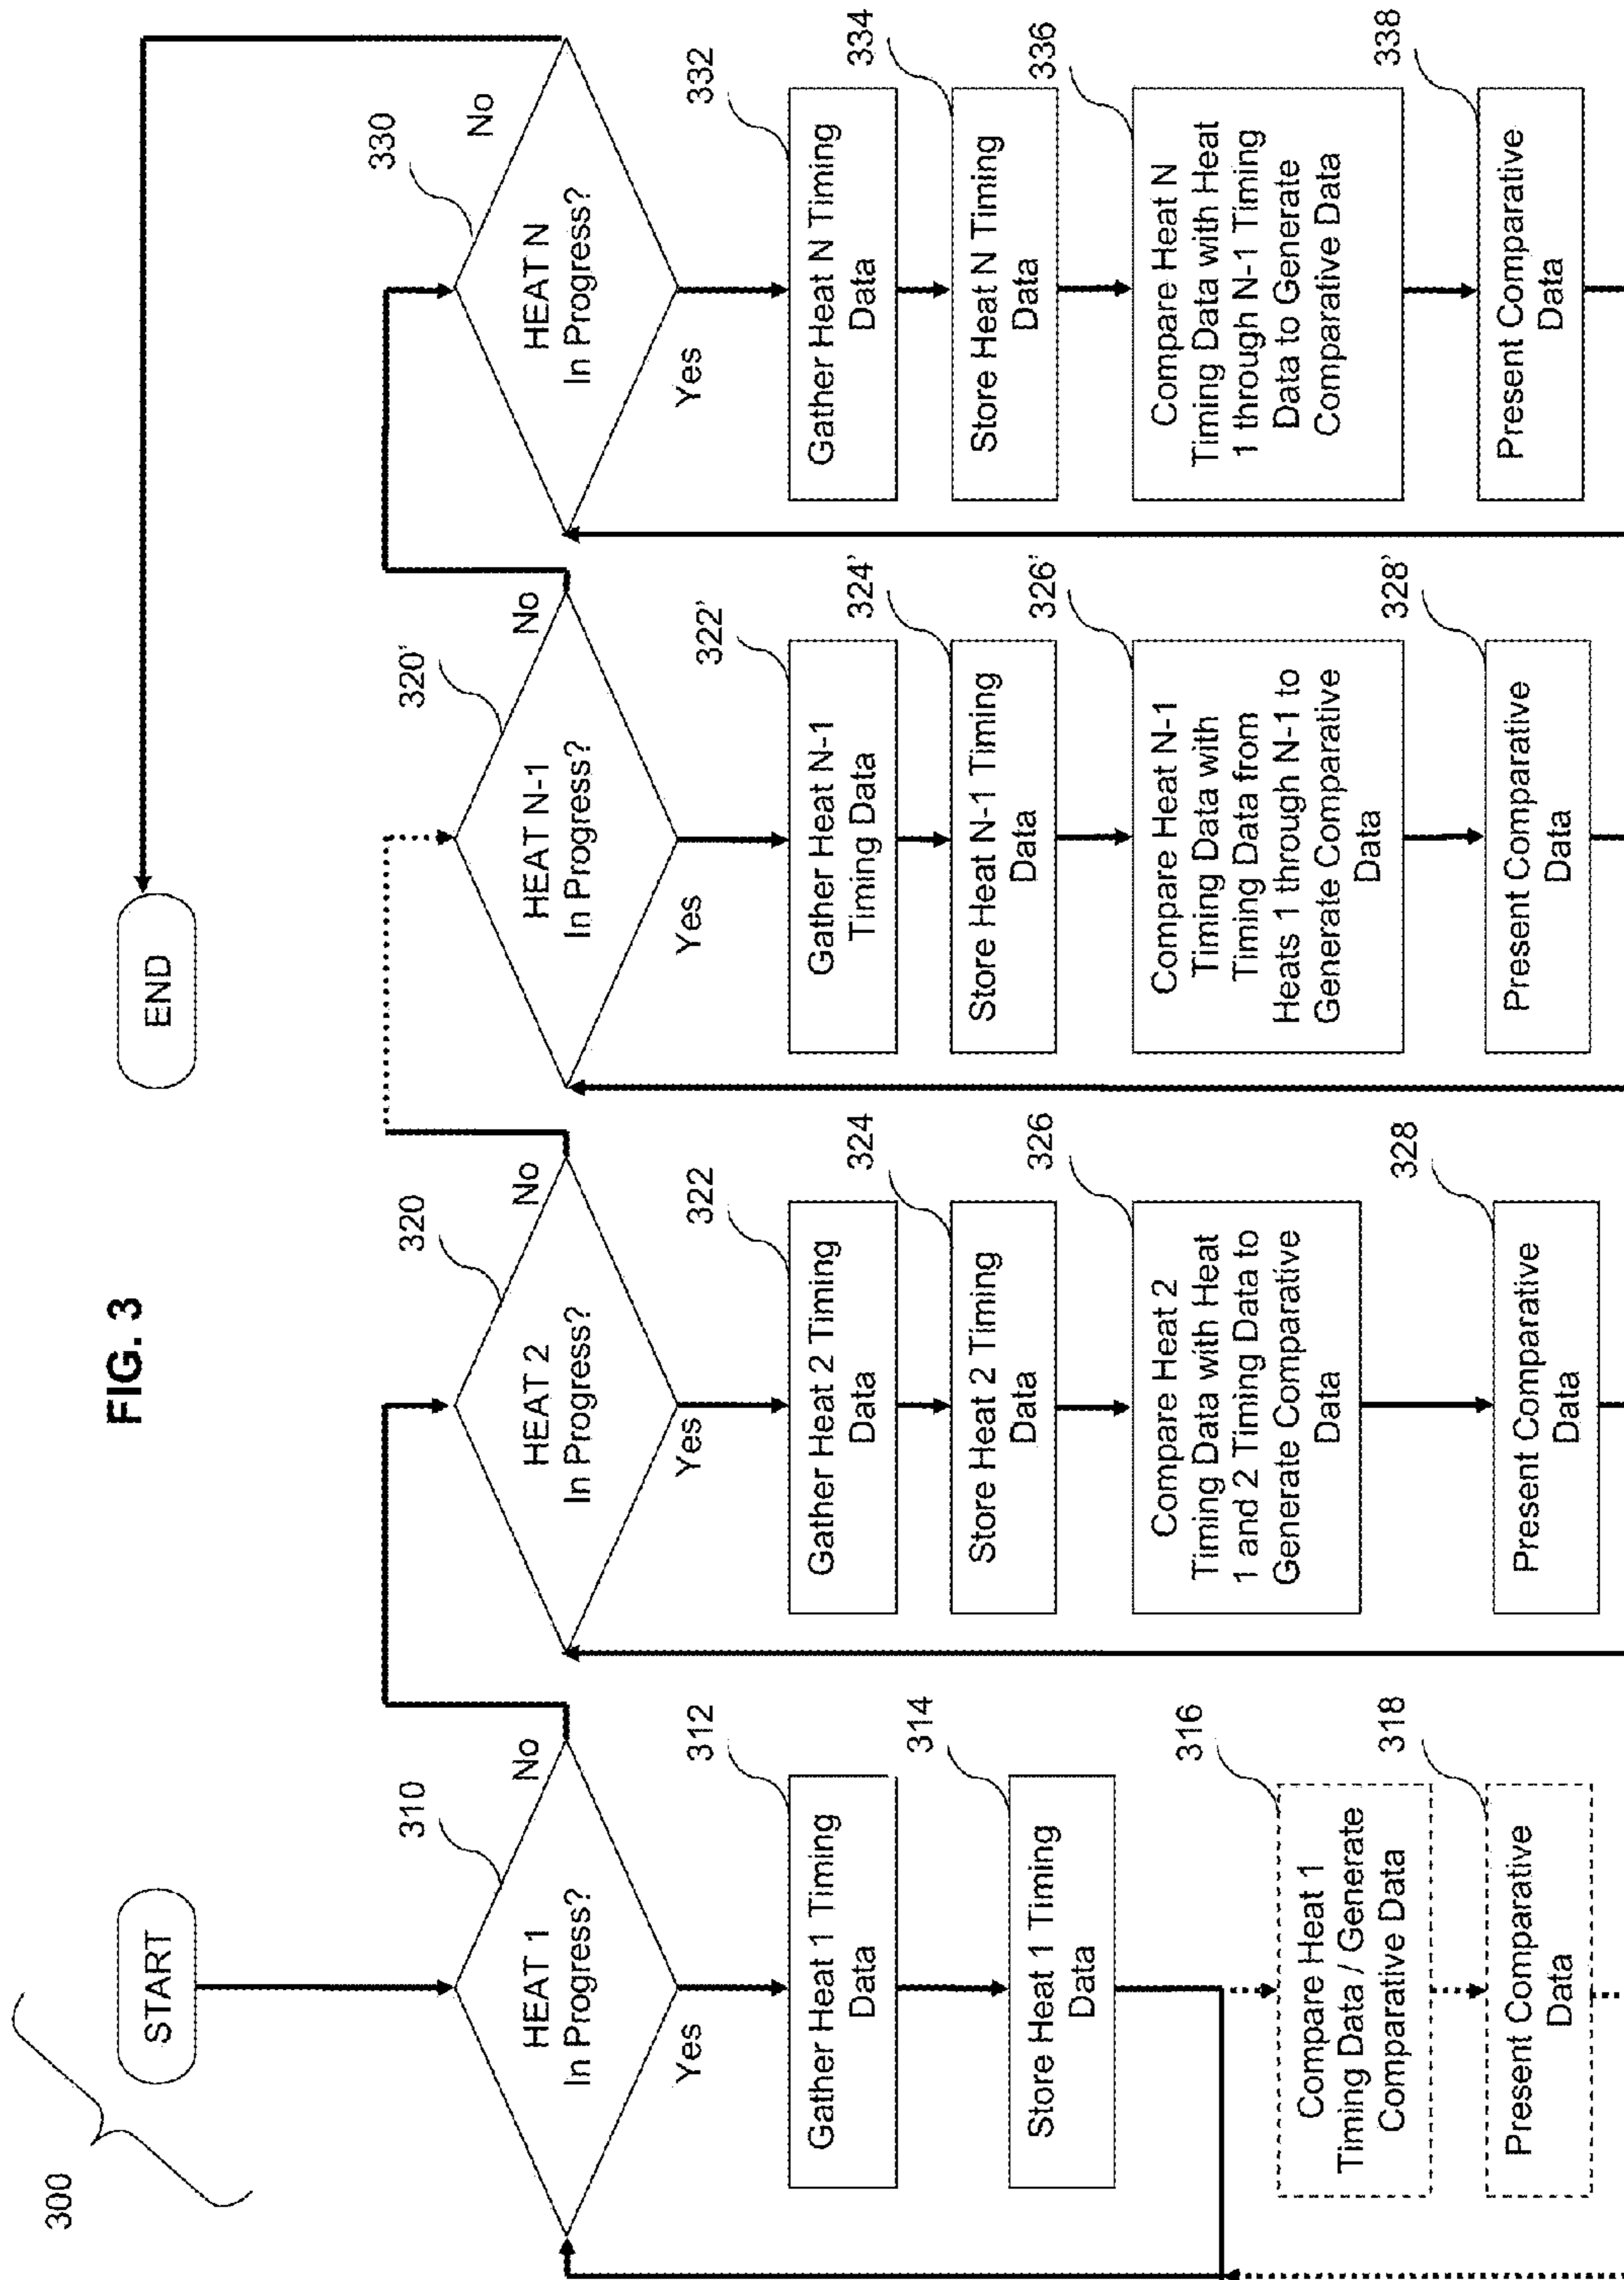 FIG. 3
300
START
END
310
HEAT 1
In Progress?
No
Yes
312
Gather Heat 1 Timing
Data
314
Store Heat 1 Timing
Data
316
Compare Heat 1
Timing Data / Generate
Comparative Data
318
Present Comparative
Data
320
HEAT 2
In Progress?
No
Yes
322
Gather Heat 2 Timing
Data
324
Store Heat 2 Timing
Data
326
Compare Heat 2
Timing Data with Heat
1 and 2 Timing Data to
Generate Comparative
Data
328
Present Comparative
Data
320'
HEAT N-1
In Progress?
No
Yes
322'
Gather Heat N-1
Timing Data
324'
Store Heat N-1 Timing
Data
326'
Compare Heat N-1
Timing Data with
Timing Data from
Heats 1 through N-1 to
Generate Comparative
Data
328'
Present Comparative
Data
330
HEAT N
In Progress?
No
Yes
332
Gather Heat N Timing
Data
334
Store Heat N Timing
Data
336
Compare Heat N
Timing Data with Heat
1 through N-1 Timing
Data to Generate
Comparative Data
338
Present Comparative
Data